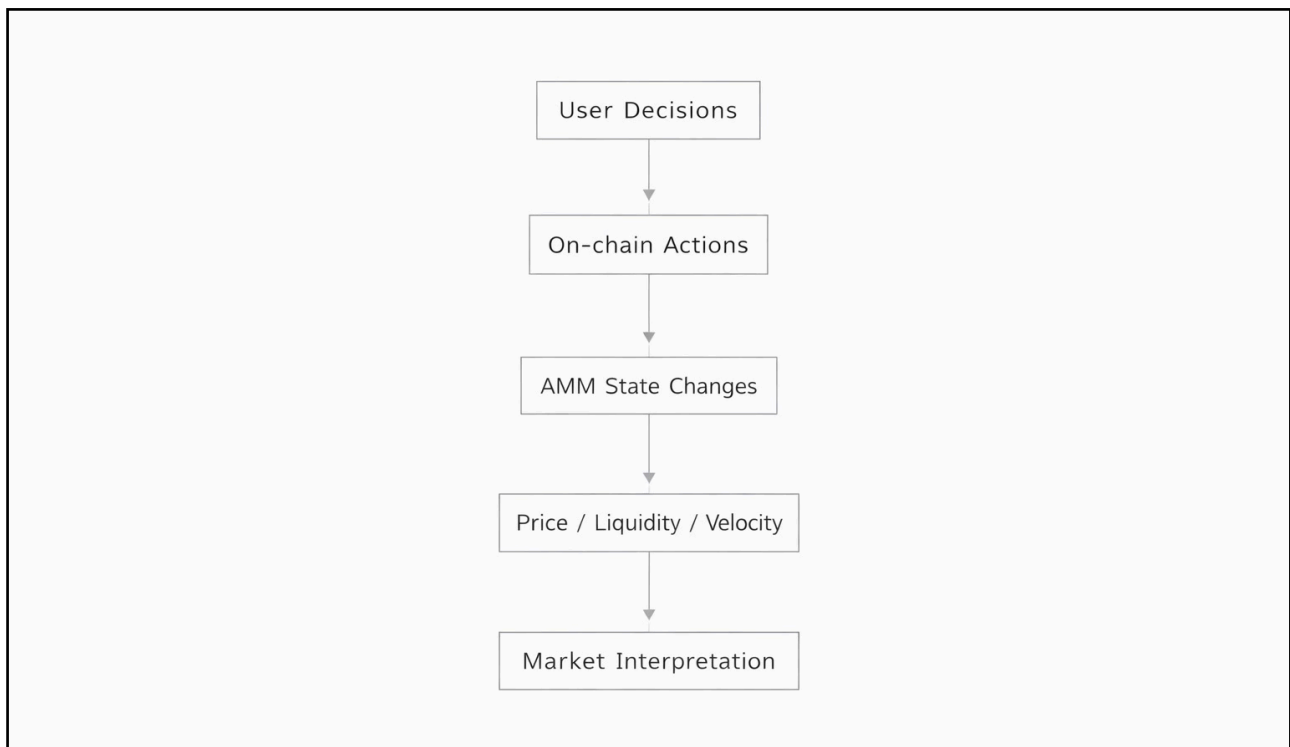 User Decisions
On-chain Actions
AMM State Changes
Price / Liquidity / Velocity
Market Interpretation